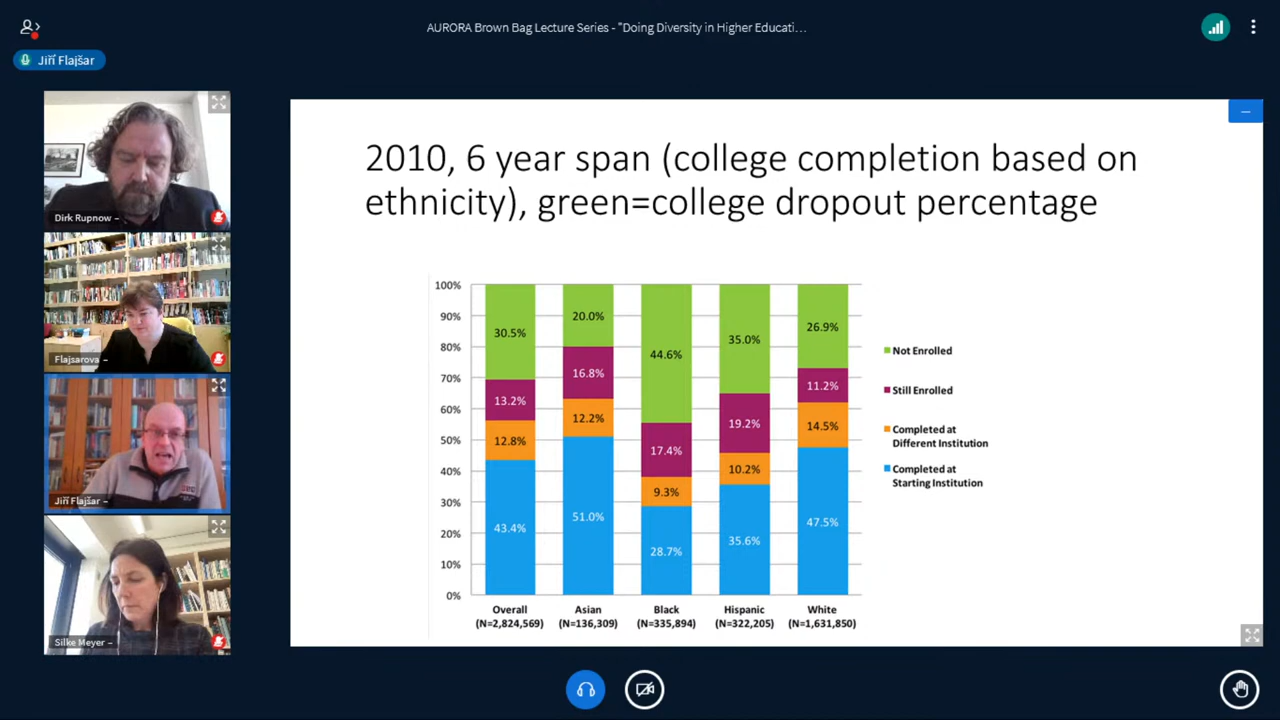 AURORA Brown Bag Lecture Series - "Doing Diversity in Higher Educati...
Jiří Flajšar
Dirk Rupnow –
Flajsarova –
Jiří Flajšar –
Silke Meyer –
2010, 6 year span (college completion based on
ethnicity), green=college dropout percentage
100%
90%
80%
70%
60%
50%
40%
30%
20%
10%
0%
30.5%
13.2%
12.8%
43.4%
20.0%
16.8%
12.2%
51.0%
44.6%
17.4%
9.3%
28.7%
35.0%
19.2%
10.2%
35.6%
26.9%
11.2%
14.5%
47.5%
Overall
(N=2,824,569)
Asian
(N=136,309)
Black
(N=335,894)
Hispanic
(N=322,205)
White
(N=1,631,850)
Not Enrolled
Still Enrolled
Completed at
Different Institution
Completed at
Starting Institution